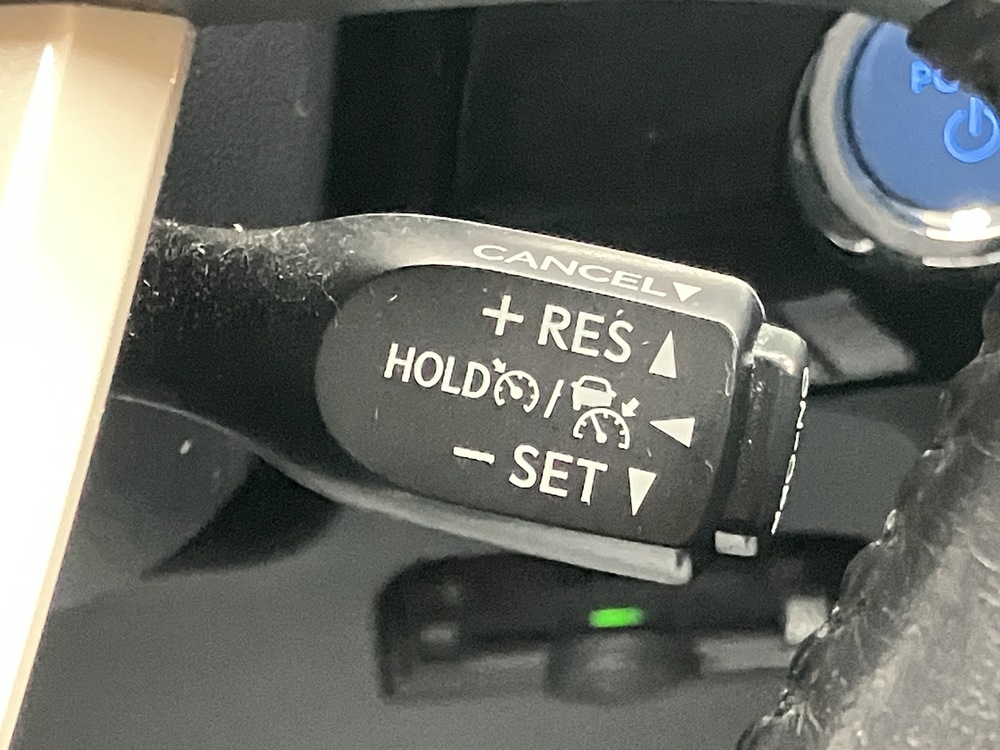 CANCEL▼
+ RES ▲
HOLD / ◀
− SET ▼